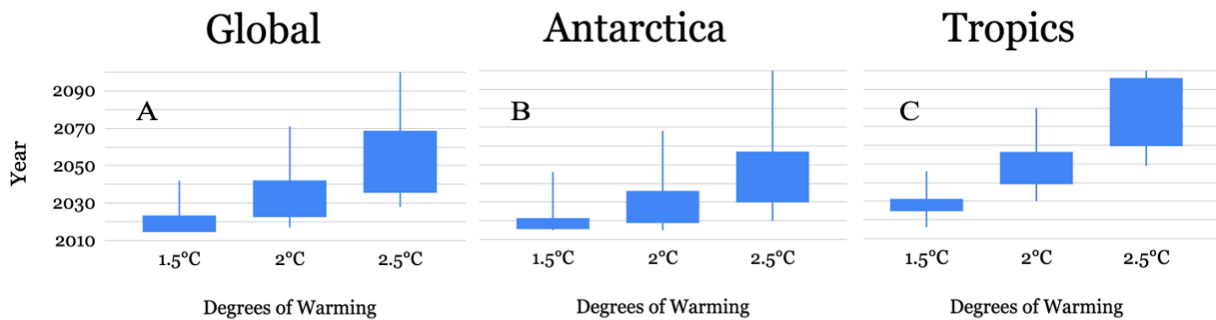 Global Antarctica Tropics
A B C
Year
2090
2070
2050
2030
2010
1.5°C 2°C 2.5°C 1.5°C 2°C 2.5°C 1.5°C 2°C 2.5°C
Degrees of Warming Degrees of Warming Degrees of Warming